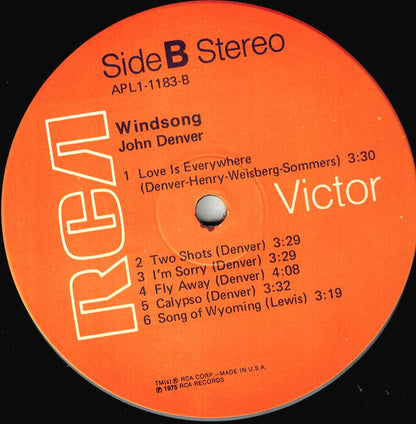 Side B Stereo
APL1-1183-B
Windsong
John Denver
1 Love Is Everywhere
(Denver-Henry-Weisberg-Sommers) 3:30
RCA
Victor
2 Two Shots (Denver) 3:29
3 I'm Sorry (Denver) 3:29
4 Fly Away (Denver) 4:08
5 Calypso (Denver) 3:32
6 Song of Wyoming (Lewis) 3:19
TM(s) ® RCA CORP.—MADE IN U.S.A.
℗ 1975 RCA RECORDS